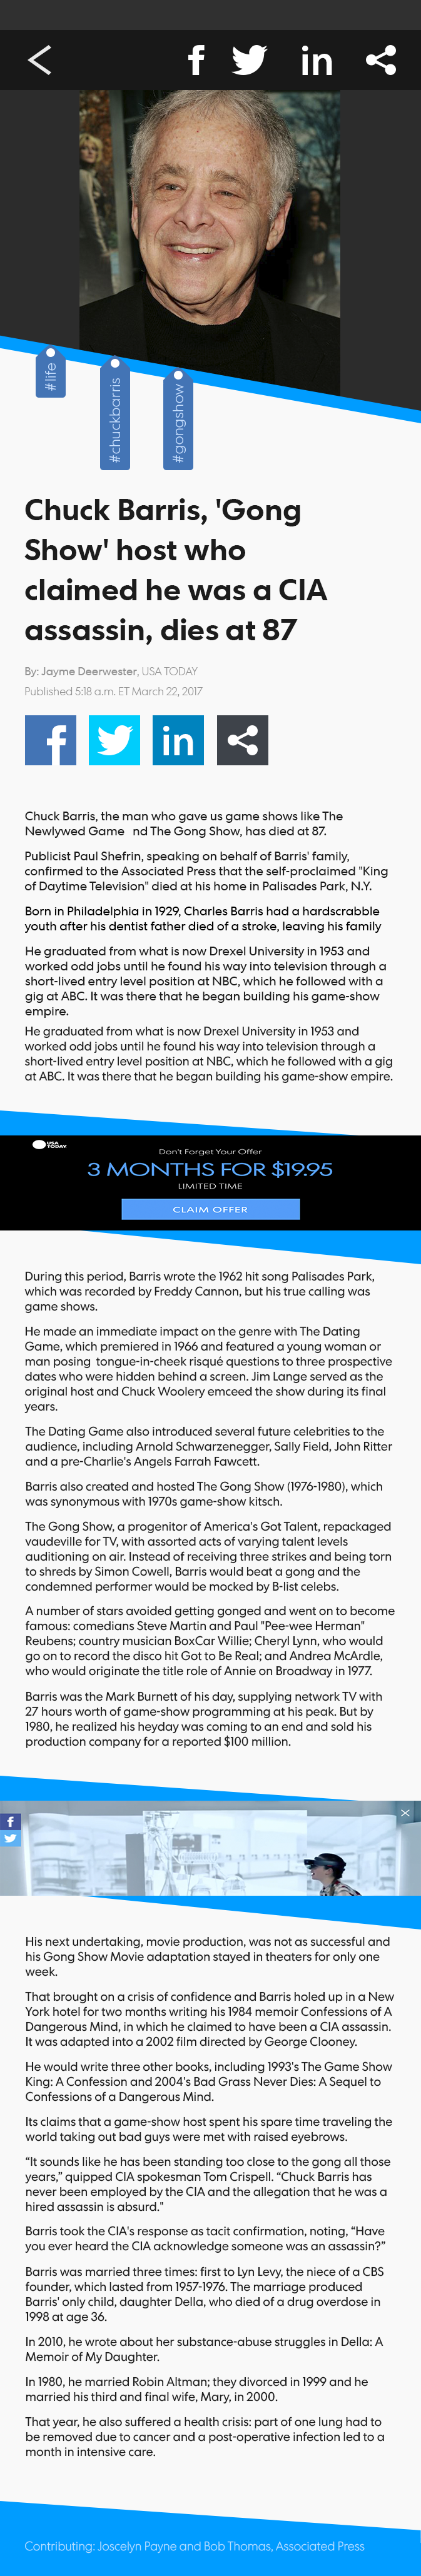 #life
#chuckbarris
#gongshow
Chuck Barris, 'Gong
Show' host who
claimed he was a CIA
assassin, dies at 87
By: Jayme Deerwester, USA TODAY
Published 5:18 a.m. ET March 22, 2017
Chuck Barris, the man who gave us game shows like The
Newlywed Game nd The Gong Show, has died at 87.
Publicist Paul Shefrin, speaking on behalf of Barris' family,
confirmed to the Associated Press that the self-proclaimed "King
of Daytime Television" died at his home in Palisades Park, N.Y.
Born in Philadelphia in 1929, Charles Barris had a hardscrabble
youth after his dentist father died of a stroke, leaving his family
He graduated from what is now Drexel University in 1953 and
worked odd jobs until he found his way into television through a
short-lived entry level position at NBC, which he followed with a
gig at ABC. It was there that he began building his game-show
empire.
He graduated from what is now Drexel University in 1953 and
worked odd jobs until he found his way into television through a
short-lived entry level position at NBC, which he followed with a gig
at ABC. It was there that he began building his game-show empire.
USA
TODAY
Don't Forget Your Offer
3 MONTHS FOR $19.95
LIMITED TIME
CLAIM OFFER
During this period, Barris wrote the 1962 hit song Palisades Park,
which was recorded by Freddy Cannon, but his true calling was
game shows.
He made an immediate impact on the genre with The Dating
Game, which premiered in 1966 and featured a young woman or
man posing tongue-in-cheek risqué questions to three prospective
dates who were hidden behind a screen. Jim Lange served as the
original host and Chuck Woolery emceed the show during its final
years.
The Dating Game also introduced several future celebrities to the
audience, including Arnold Schwarzenegger, Sally Field, John Ritter
and a pre-Charlie's Angels Farrah Fawcett.
Barris also created and hosted The Gong Show (1976-1980), which
was synonymous with 1970s game-show kitsch.
The Gong Show, a progenitor of America's Got Talent, repackaged
vaudeville for TV, with assorted acts of varying talent levels
auditioning on air. Instead of receiving three strikes and being torn
to shreds by Simon Cowell, Barris would beat a gong and the
condemned performer would be mocked by B-list celebs.
A number of stars avoided getting gonged and went on to become
famous: comedians Steve Martin and Paul "Pee-wee Herman"
Reubens; country musician BoxCar Willie; Cheryl Lynn, who would
go on to record the disco hit Got to Be Real; and Andrea McArdle,
who would originate the title role of Annie on Broadway in 1977.
Barris was the Mark Burnett of his day, supplying network TV with
27 hours worth of game-show programming at his peak. But by
1980, he realized his heyday was coming to an end and sold his
production company for a reported $100 million.
His next undertaking, movie production, was not as successful and
his Gong Show Movie adaptation stayed in theaters for only one
week.
That brought on a crisis of confidence and Barris holed up in a New
York hotel for two months writing his 1984 memoir Confessions of A
Dangerous Mind, in which he claimed to have been a CIA assassin.
It was adapted into a 2002 film directed by George Clooney.
He would write three other books, including 1993's The Game Show
King: A Confession and 2004's Bad Grass Never Dies: A Sequel to
Confessions of a Dangerous Mind.
Its claims that a game-show host spent his spare time traveling the
world taking out bad guys were met with raised eyebrows.
“It sounds like he has been standing too close to the gong all those
years,” quipped CIA spokesman Tom Crispell. “Chuck Barris has
never been employed by the CIA and the allegation that he was a
hired assassin is absurd."
Barris took the CIA's response as tacit confirmation, noting, “Have
you ever heard the CIA acknowledge someone was an assassin?”
Barris was married three times: first to Lyn Levy, the niece of a CBS
founder, which lasted from 1957-1976. The marriage produced
Barris' only child, daughter Della, who died of a drug overdose in
1998 at age 36.
In 2010, he wrote about her substance-abuse struggles in Della: A
Memoir of My Daughter.
In 1980, he married Robin Altman; they divorced in 1999 and he
married his third and final wife, Mary, in 2000.
That year, he also suffered a health crisis: part of one lung had to
be removed due to cancer and a post-operative infection led to a
month in intensive care.
Contributing: Joscelyn Payne and Bob Thomas, Associated Press